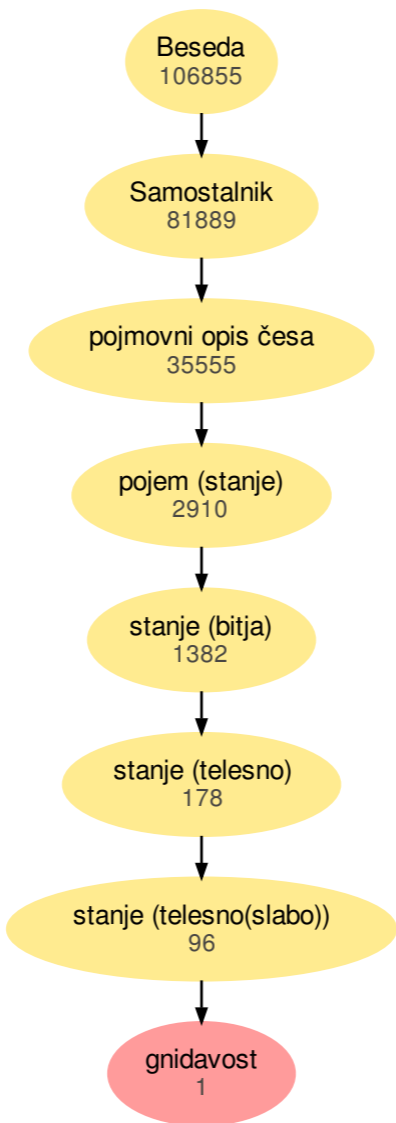 Beseda
106855
Samostalnik
81889
pojmovni opis česa
35555
pojem (stanje)
2910
stanje (bitja)
1382
stanje (telesno)
178
stanje (telesno(slabo))
96
gnidavost
1